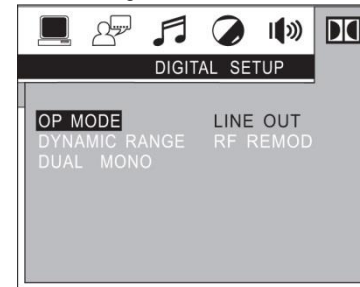 DIGITAL SETUP
OP MODE LINE OUT
DYNAMIC RANGE RF REMOD
DUAL MONO